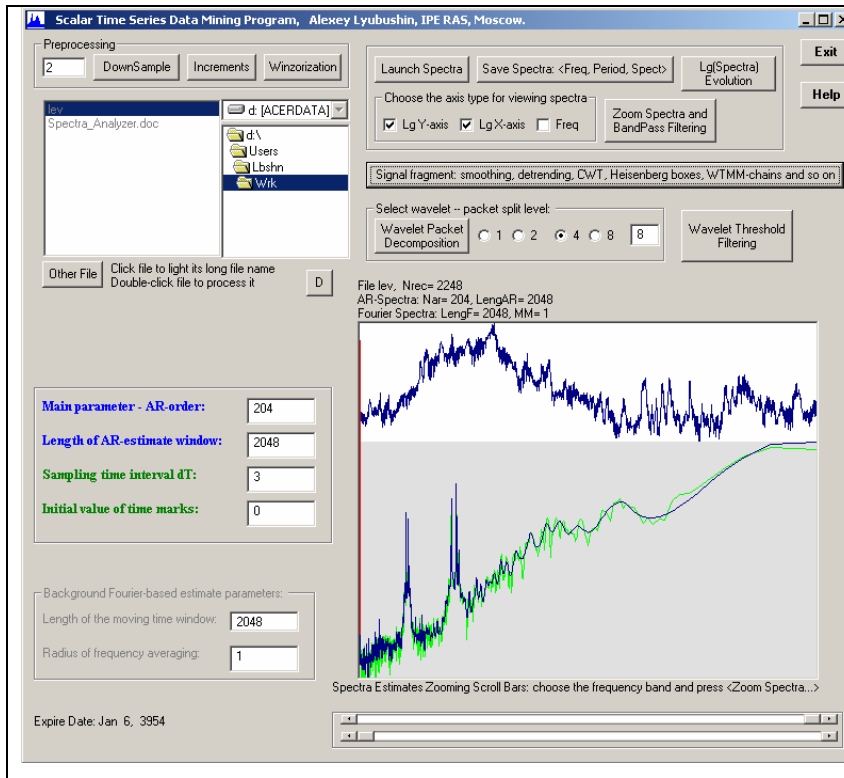 Scalar Time Series Data Mining Program, Alexey Lyubushin, IPE RAS, Moscow.
Preprocessing
2
DownSample
Increments
Winzorization
Launch Spectra
Save Spectra: <Freq, Period, Spect>
Lg(Spectra)
Evolution
Exit
Help
Choose the axis type for viewing spectra
Lg Y-axis
Lg X-axis
Freq
Zoom Spectra and
BandPass Filtering
lev
Spectra_Analyzer.doc
d: [ACERDATA]
d:\
Users
Lbshn
Wrk
Signal fragment: smoothing, detrending, CWT, Heisenberg boxes, WTMM-chains and so on
Select wavelet -- packet split level:
Wavelet Packet
Decomposition
1
2
4
8
8
Wavelet Threshold
Filtering
Other File
Click file to light its long file name
Double-click file to process it
D
File lev, Nrec= 2248
AR-Spectra: Nar= 204, LengAR= 2048
Fourier Spectra: LengF= 2048, MM= 1
Main parameter - AR-order:
204
Length of AR-estimate window:
2048
Sampling time interval dT:
3
Initial value of time marks:
0
Background Fourier-based estimate parameters:
Length of the moving time window:
2048
Radius of frequency averaging:
1
Spectra Estimates Zooming Scroll Bars: choose the frequency band and press <Zoom Spectra...>
Expire Date: Jan 6, 3954